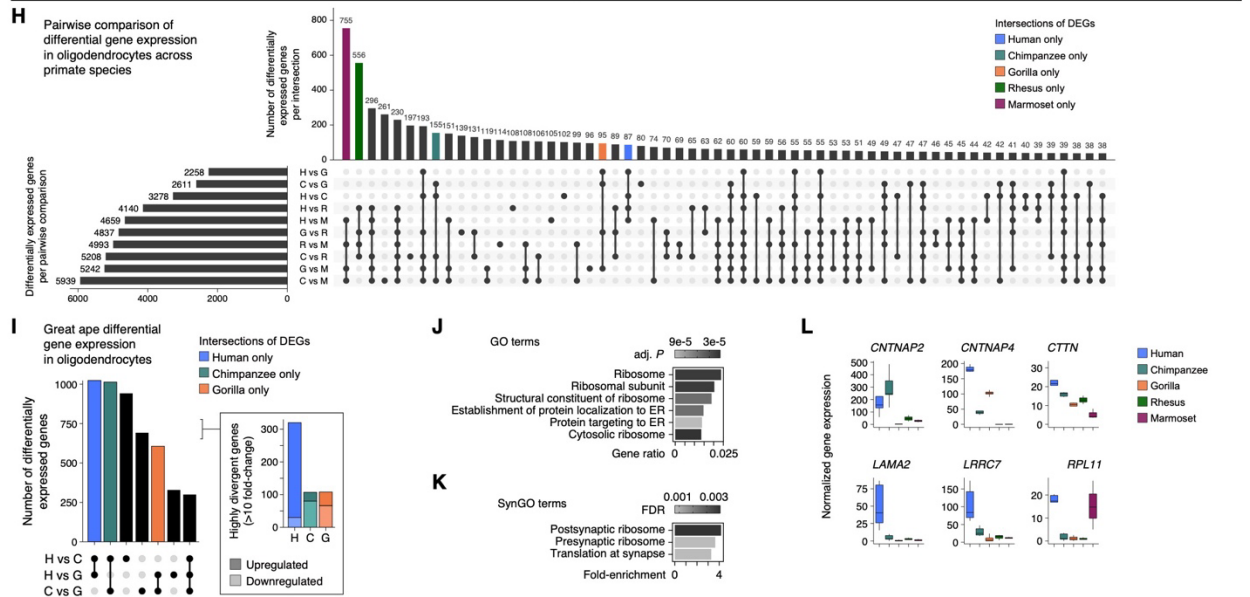 H
Pairwise comparison of
differential gene expression
in oligodendrocytes across
primate species
Number of differentially
expressed genes
per intersection
800
600
400
200
0
755
556
296
261
230
197
193
155
151
139
131
119
114
108
108
106
105
102
99
96
95
89
87
80
74
70
69
65
63
62
60
60
59
59
56
55
55
55
53
53
51
49
49
47
47
47
46
45
45
44
42
42
41
40
39
39
39
38
38
38
Intersections of DEGs
Human only
Chimpanzee only
Gorilla only
Rhesus only
Marmoset only
Differentially expressed genes
per pairwise comparison
2258
2611
3278
4140
4659
4837
4993
5208
5242
5939
6000
4000
2000
0
H vs G
C vs G
H vs C
H vs R
H vs M
G vs R
R vs M
C vs R
G vs M
C vs M
I
Great ape differential
gene expression
in oligodendrocytes
Intersections of DEGs
Human only
Chimpanzee only
Gorilla only
Number of differentially
expressed genes
1000
750
500
250
0
H vs C
H vs G
C vs G
Highly divergent genes
(>10 fold-change)
300
200
100
0
H C G
Upregulated
Downregulated
J
GO terms
9e-5 3e-5
adj. P
Ribosome
Ribosomal subunit
Structural constituent of ribosome
Establishment of protein localization to ER
Protein targeting to ER
Cytosolic ribosome
Gene ratio
0 0.025
K
SynGO terms
0.001 0.003
FDR
Postsynaptic ribosome
Presynaptic ribosome
Translation at synapse
Fold-enrichment 0 4
L
Normalized gene expression
CNTNAP2
500
400
300
200
100
0
CNTNAP4
200
150
100
50
0
CTTN
30
20
10
0
LAMA2
75
50
25
0
LRRC7
150
100
50
0
RPL11
20
10
0
Human
Chimpanzee
Gorilla
Rhesus
Marmoset